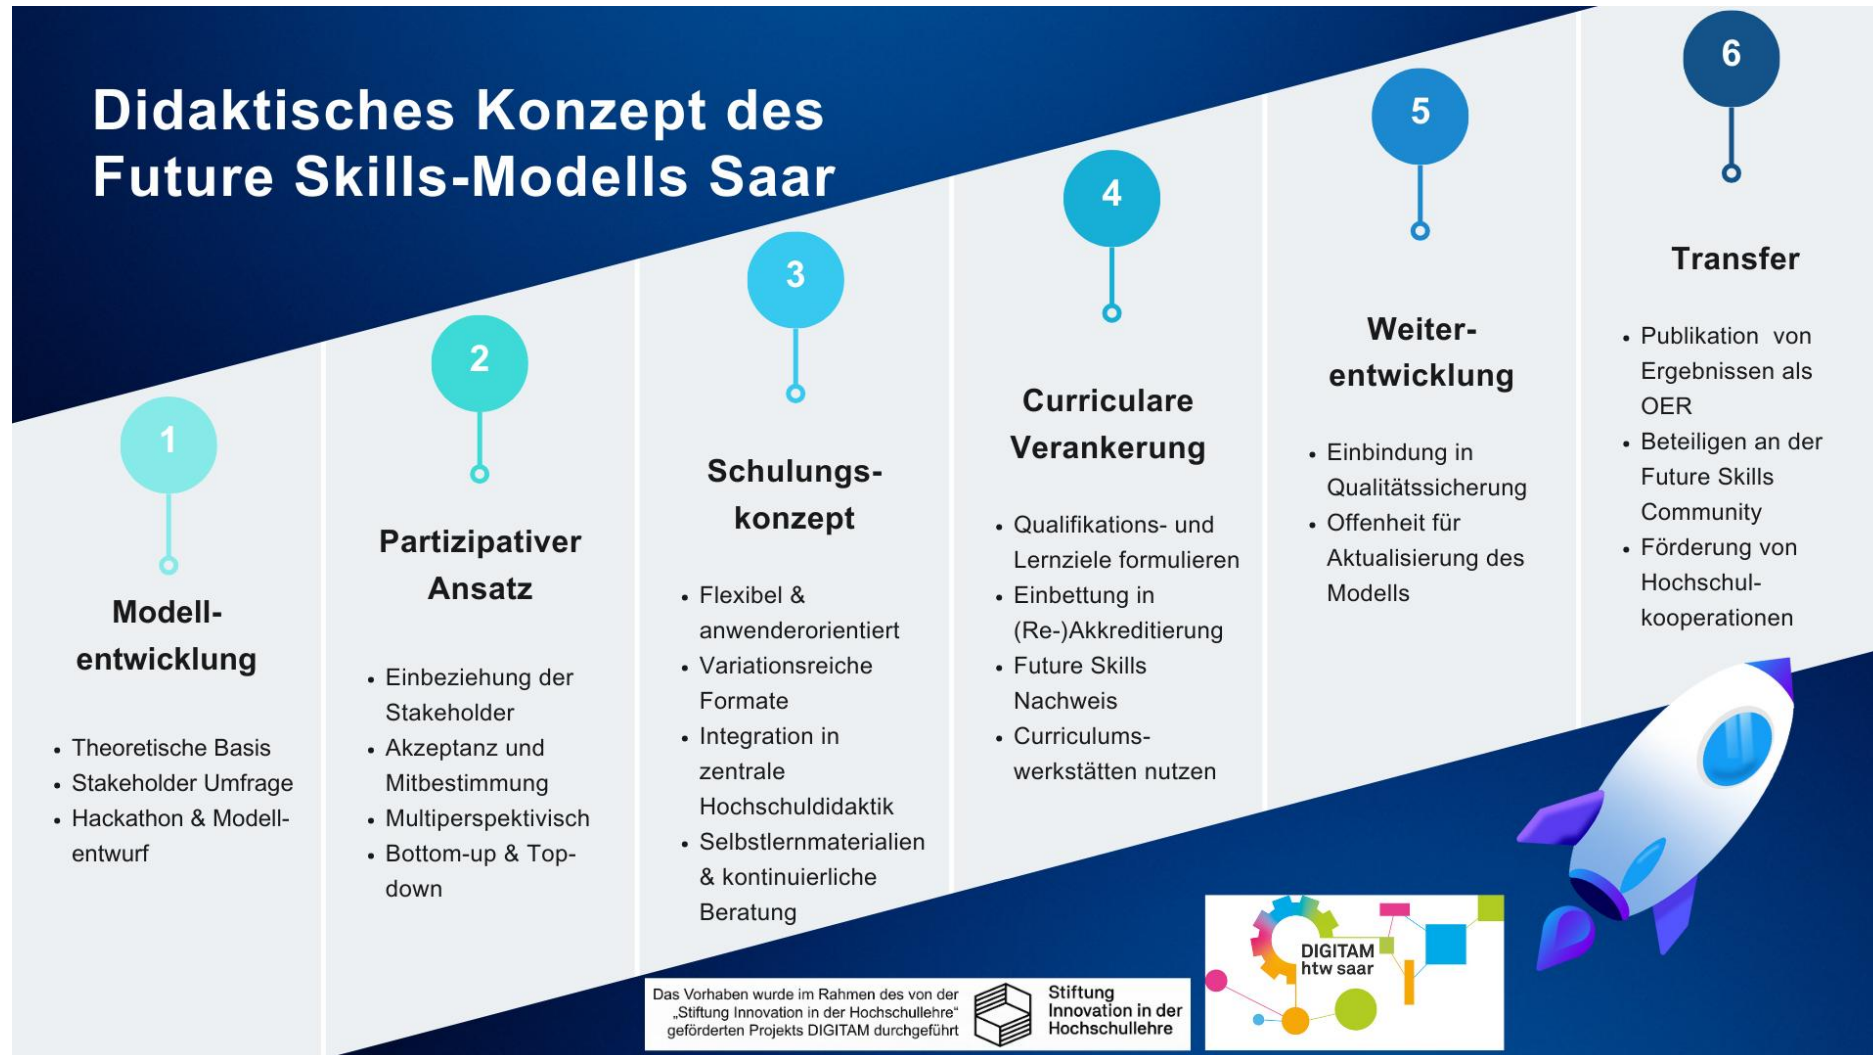 Didaktisches Konzept des
Future Skills-Modells Saar
1
Modell-
entwicklung
Theoretische Basis
Stakeholder Umfrage
Hackathon & Modell-
entwurf
2
Partizipativer
Ansatz
Einbeziehung der
Stakeholder
Akzeptanz und
Mitbestimmung
Multiperspektivisch
Bottom-up & Top-
down
3
Schulungs-
konzept
Flexibel &
anwenderorientiert
Variationsreiche
Formate
Integration in
zentrale
Hochschuldidaktik
Selbstlernmaterialien
& kontinuierliche
Beratung
4
Curriculare
Verankerung
Qualifikations- und
Lernziele formulieren
Einbettung in
(Re-)Akkreditierung
Future Skills
Nachweis
Curriculums-
werkstätten nutzen
5
Weiter-
entwicklung
Einbindung in
Qualitätssicherung
Offenheit für
Aktualisierung des
Modells
6
Transfer
Publikation von
Ergebnissen als
OER
Beteiligen an der
Future Skills
Community
Förderung von
Hochschul-
kooperationen
Das Vorhaben wurde im Rahmen des von der
„Stiftung Innovation in der Hochschullehre“
geförderten Projekts DIGITAM durchgeführt
Stiftung
Innovation in der
Hochschullehre
DIGITAM
htw saar